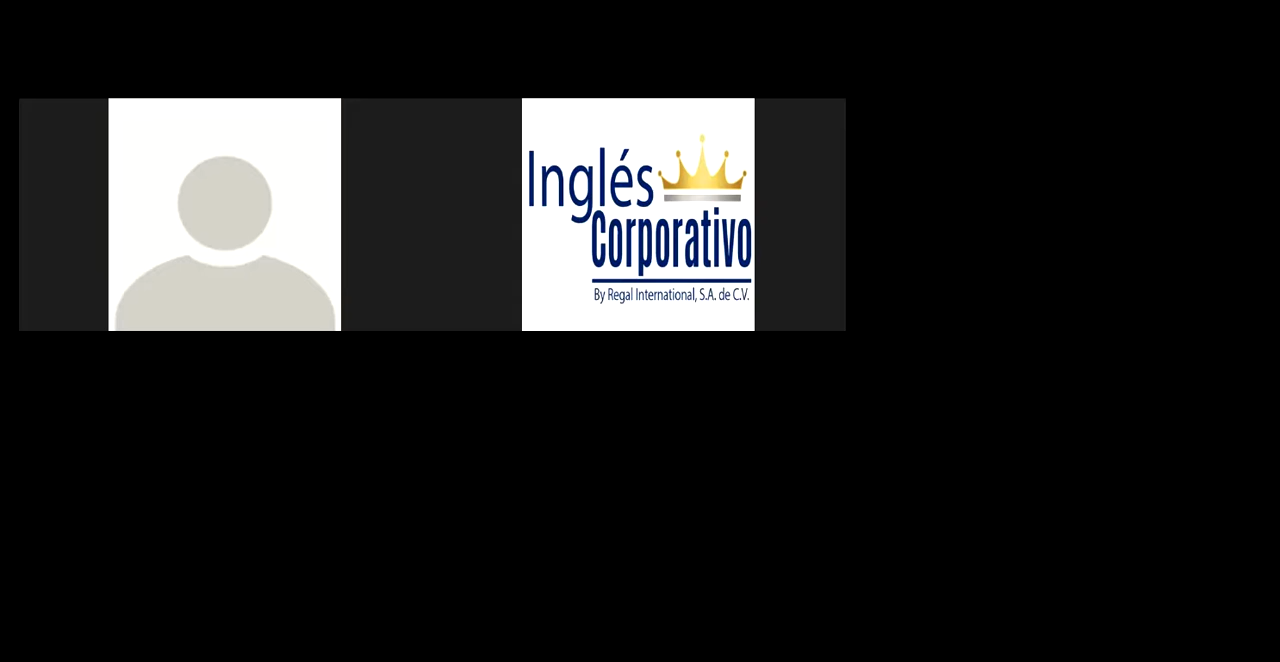 Inglés
Corporativo
By Regal International, S.A. de C.V.